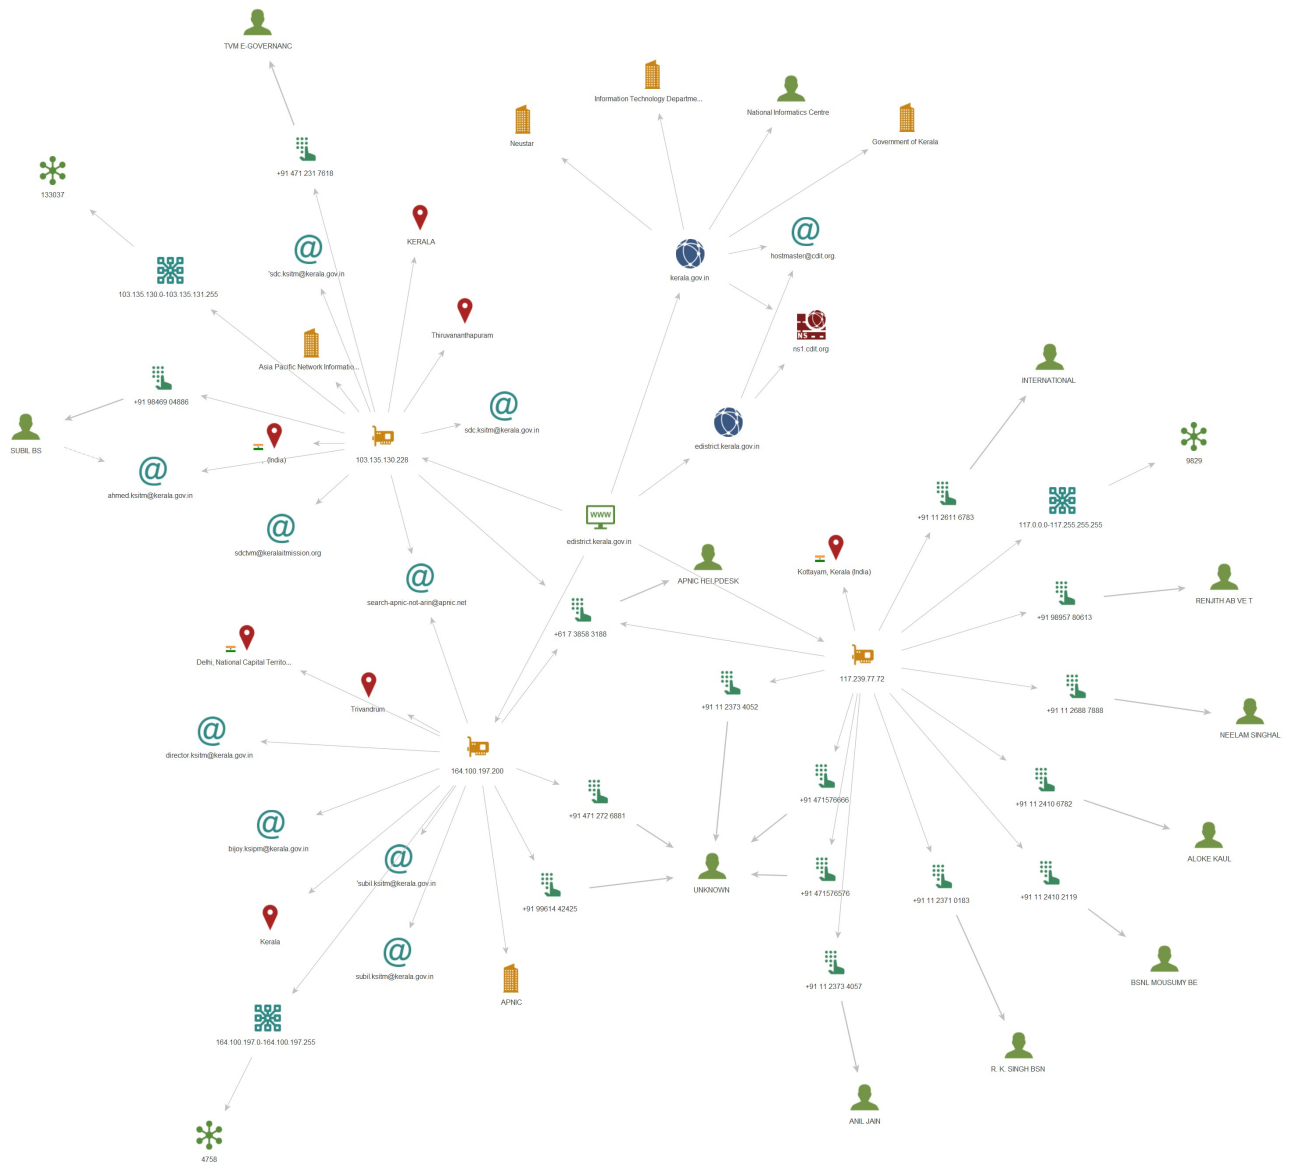 TVM E-GOVERNANC
Information Technology Departme...
National Informatics Centre
Neustar
Government of Kerala
+91 471 231 7618
133037
KERALA
hostmaster@cdit.org
'sdc.ksitm@kerala.gov.in
kerala.gov.in
103.135.130.0-103.135.131.255
Thiruvananthapuram
ns1.cdit.org
Asia Pacific Network Informatio...
INTERNATIONAL
+91 98469 04886
sdc.ksitm@kerala.gov.in
edistrict.kerala.gov.in
SUBIL BS
, (India)
103.135.130.228
9829
ahmed.ksitm@kerala.gov.in
+91 11 2611 6783
117.0.0.0-117.255.255.255
WWW
edistrict.kerala.gov.in
sdctvm@keralaitmission.org
Kottayam, Kerala (India)
APNIC HELPDESK
search-apnic-not-arin@apnic.net
RENJITH AB VE T
+91 98957 80613
+61 7 3858 3188
Delhi, National Capital Territo...
117.239.77.72
Trivandrum
+91 11 2373 4052
+91 11 2688 7888
NEELAM SINGHAL
director.ksitm@kerala.gov.in
164.100.197.200
+91 471576666
+91 11 2410 6782
+91 471 272 6881
bijoy.ksipm@kerala.gov.in
ALOKE KAUL
'subil.ksitm@kerala.gov.in
UNKNOWN
+91 471576576
+91 11 2371 0183
+91 11 2410 2119
+91 99614 42425
Kerala
subil.ksitm@kerala.gov.in
BSNL MOUSUMY BE
+91 11 2373 4057
APNIC
164.100.197.0-164.100.197.255
R. K. SINGH BSN
ANIL JAIN
4758
NS